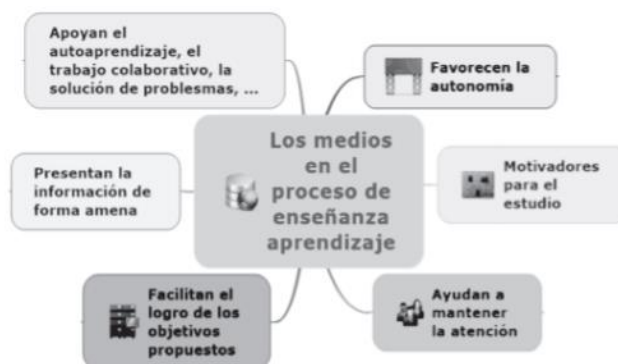 Apoyan el
autoaprendizaje, el
trabajo colaborativo, la
solución de problesmas, ...
Favorecen la
autonomía
Los medios
en el
proceso de
enseñanza
aprendizaje
Presentan la
información de
forma amena
Motivadores
para el
estudio
Facilitan el
logro de los
objetivos
propuestos
Ayudan a
mantener
la atención